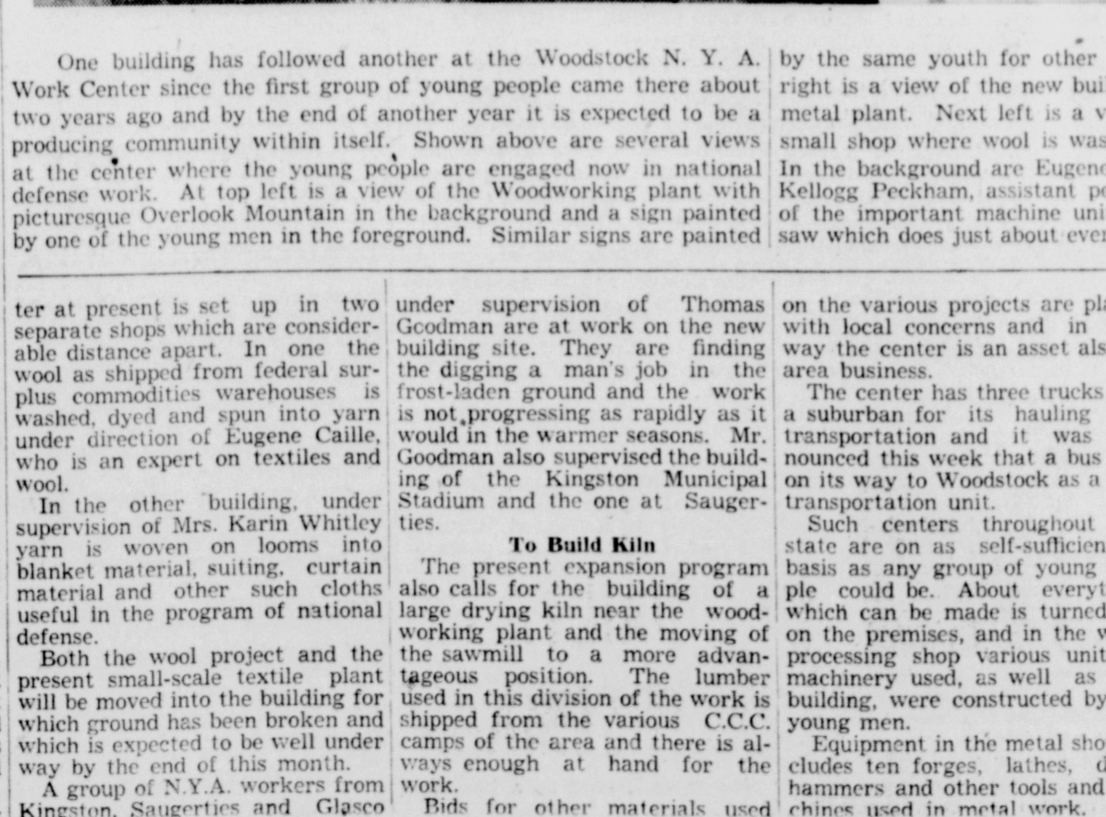 One building has followed another at the Woodstock N. Y. A.
Work Center since the first group of young people came there about
two years ago and by the end of another year it is expected to be a
producing community within itself. Shown above are several views
at the center where the young people are engaged now in national
defense work. At top left is a view of the Woodworking plant with
picturesque Overlook Mountain in the background and a sign painted
by one of the young men in the foreground. Similar signs are painted
by the same youth for other
right is a view of the new bui
metal plant. Next left is a v
small shop where wool is was
In the background are Eugene
Kellogg Peckham, assistant pe
of the important machine uni
saw which does just about ever
ter at present is set up in two
separate shops which are consider-
able distance apart. In one the
wool as shipped from federal sur-
plus commodities warehouses is
washed, dyed and spun into yarn
under direction of Eugene Caille,
who is an expert on textiles and
wool.
In the other building, under
supervision of Mrs. Karin Whitley
yarn is woven on looms into
blanket material, suiting, curtain
material and other such cloths
useful in the program of national
defense.
Both the wool project and the
present small-scale textile plant
will be moved into the building for
which ground has been broken and
which is expected to be well under
way by the end of this month.
A group of N.Y.A. workers from
Kingston, Saugerties and Glasco
under supervision of Thomas
Goodman are at work on the new
building site. They are finding
the digging a man's job in the
frost-laden ground and the work
is not progressing as rapidly as it
would in the warmer seasons. Mr.
Goodman also supervised the build-
ing of the Kingston Municipal
Stadium and the one at Sauger-
ties.
To Build Kiln
The present expansion program
also calls for the building of a
large drying kiln near the wood-
working plant and the moving of
the sawmill to a more advan-
tageous position. The lumber
used in this division of the work is
shipped from the various C.C.C.
camps of the area and there is al-
ways enough at hand for the
work.
Bids for other materials used
on the various projects are pla
with local concerns and in
way the center is an asset als
area business.
The center has three trucks
a suburban for its hauling
transportation and it was
nounced this week that a bus
on its way to Woodstock as a
transportation unit.
Such centers throughout
state are on as self-sufficien
basis as any group of young
ple could be. About everyt
which can be made is turned
on the premises, and in the w
processing shop various unit
machinery used, as well as
building, were constructed by
young men.
Equipment in the metal sho
cludes ten forges, lathes, d
hammers and other tools and
chines used in metal work.